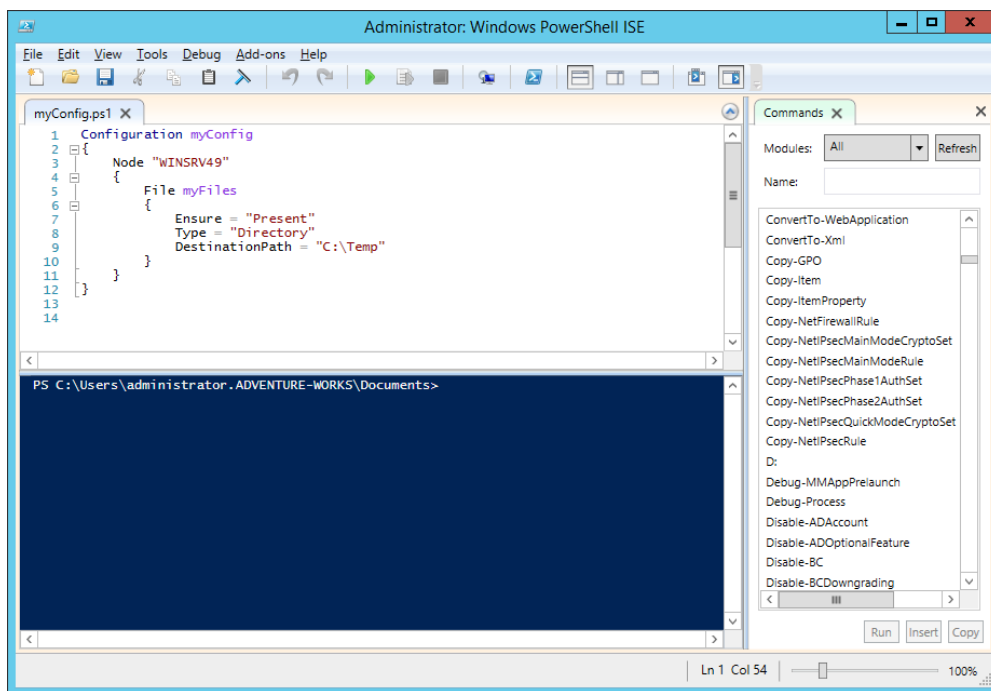 Administrator: Windows PowerShell ISE
File Edit View Tools Debug Add-ons Help
myConfig.ps1 X
1 Configuration myConfig
2 {
3 Node "WINSRV49"
4 {
5 File myFiles
6 {
7 Ensure = "Present"
8 Type = "Directory"
9 DestinationPath = "C:\Temp"
10 }
11 }
12 }
13
14
PS C:\Users\administrator.ADVENTURE-WORKS\Documents>
Commands X
Modules: All Refresh
Name:
ConvertTo-WebApplication
ConvertTo-Xml
Copy-GPO
Copy-Item
Copy-ItemProperty
Copy-NetFirewallRule
Copy-NetIPsecMainModeCryptoSet
Copy-NetIPsecMainModeRule
Copy-NetIPsecPhase1AuthSet
Copy-NetIPsecPhase2AuthSet
Copy-NetIPsecQuickModeCryptoSet
Copy-NetIPsecRule
D:
Debug-MMAppPrelaunch
Debug-Process
Disable-ADAccount
Disable-ADOptionalFeature
Disable-BC
Disable-BCDowngrading
Run Insert Copy
Ln 1 Col 54 100%